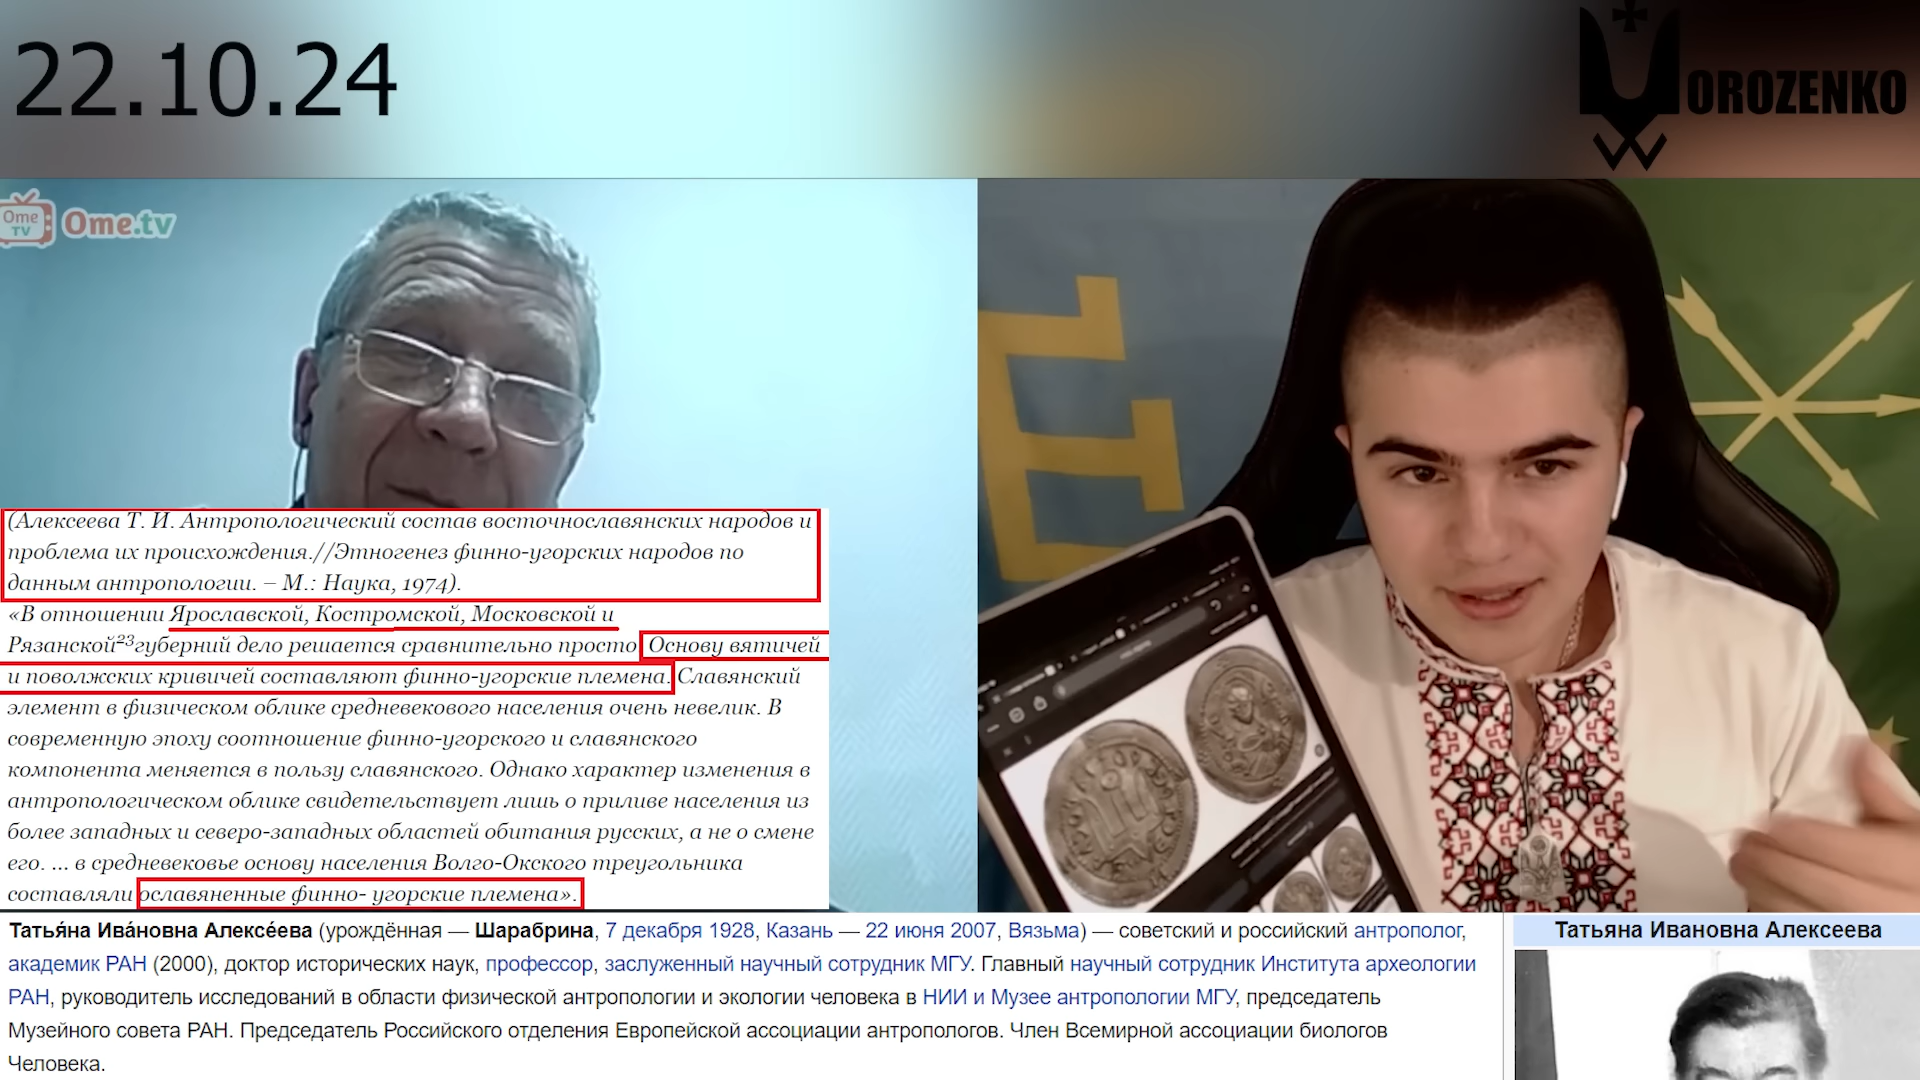 22.10.24
OROZENKO
Ome TV
Ome.tv
(Алексеева Т. И. Антропологический состав восточнославянских народов и
проблема их происхождения.//Этногенез финно-угорских народов по
данным антропологии. – М.: Наука, 1974).
«В отношении Ярославской, Костромской, Московской и
Рязанской²³губерний дело решается сравнительно просто. Основу вятичей
и поволжских кривичей составляют финно-угорские племена. Славянский
элемент в физическом облике средневекового населения очень невелик. В
современную эпоху соотношение финно-угорского и славянского
компонента меняется в пользу славянского. Однако характер изменения в
антропологическом облике свидетельствует лишь о приливе населения из
более западных и северо-западных областей обитания русских, а не о смене
его. ... в средневековье основу населения Волго-Окского треугольника
составляли ославяненные финно- угорские племена».
Татья́на Ива́новна Алексе́ева (урождённая — Шарабрина, 7 декабря 1928, Казань — 22 июня 2007, Вязьма) — советский и российский антрополог,
академик РАН (2000), доктор исторических наук, профессор, заслуженный научный сотрудник МГУ. Главный научный сотрудник Института археологии
РАН, руководитель исследований в области физической антропологии и экологии человека в НИИ и Музее антропологии МГУ, председатель
Музейного совета РАН. Председатель Российского отделения Европейской ассоциации антропологов. Член Всемирной ассоциации биологов
Человека.
Татьяна Ивановна Алексеева